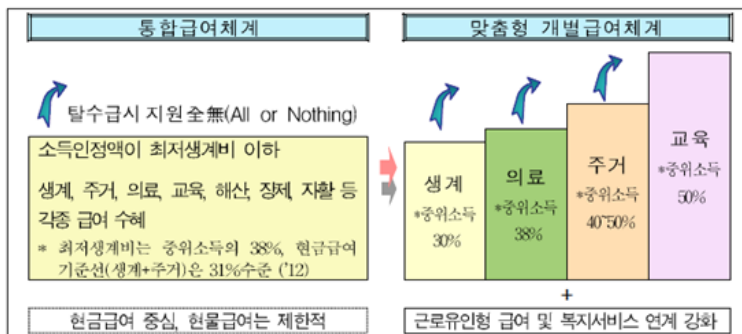 통합급여체계
탈수급시 지원全無(All or Nothing)
소득인정액이 최저생계비 이하
생계, 주거, 의료, 교육, 해산, 장제, 자활 등
각종 급여 수혜
* 최저생계비는 중위소득의 38%, 현금급여
기준선(생계+주거)은 31%수준 ('12)
현금급여 중심, 현물급여는 제한적
맞춤형 개별급여체계
생계
*중위소득
30%
의료
*중위소득
38%
주거
*중위소득
40~50%
교육
*중위소득
50%
+
근로유인형 급여 및 복지서비스 연계 강화